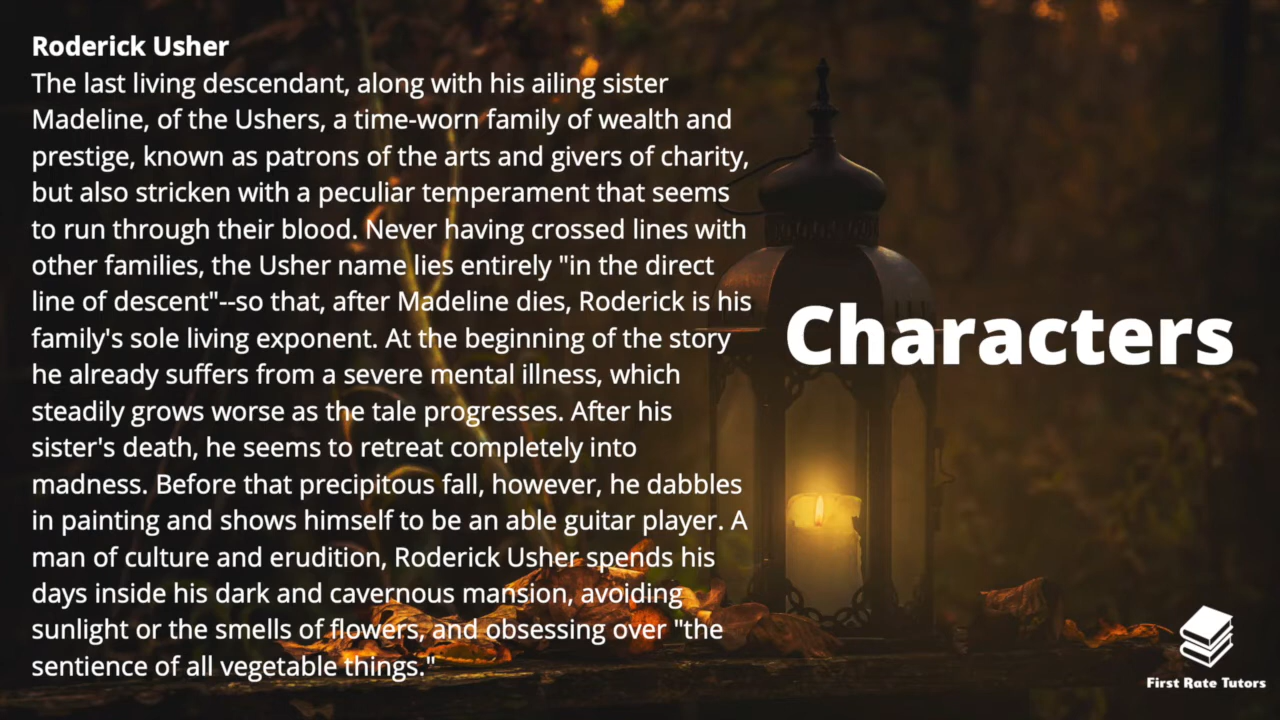 Roderick Usher
The last living descendant, along with his ailing sister
Madeline, of the Ushers, a time-worn family of wealth and
prestige, known as patrons of the arts and givers of charity,
but also stricken with a peculiar temperament that seems
to run through their blood. Never having crossed lines with
other families, the Usher name lies entirely "in the direct
line of descent"--so that, after Madeline dies, Roderick is his
family's sole living exponent. At the beginning of the story
he already suffers from a severe mental illness, which
steadily grows worse as the tale progresses. After his
sister's death, he seems to retreat completely into
madness. Before that precipitous fall, however, he dabbles
in painting and shows himself to be an able guitar player. A
man of culture and erudition, Roderick Usher spends his
days inside his dark and cavernous mansion, avoiding
sunlight or the smells of flowers, and obsessing over "the
sentience of all vegetable things."
Characters
First Rate Tutors